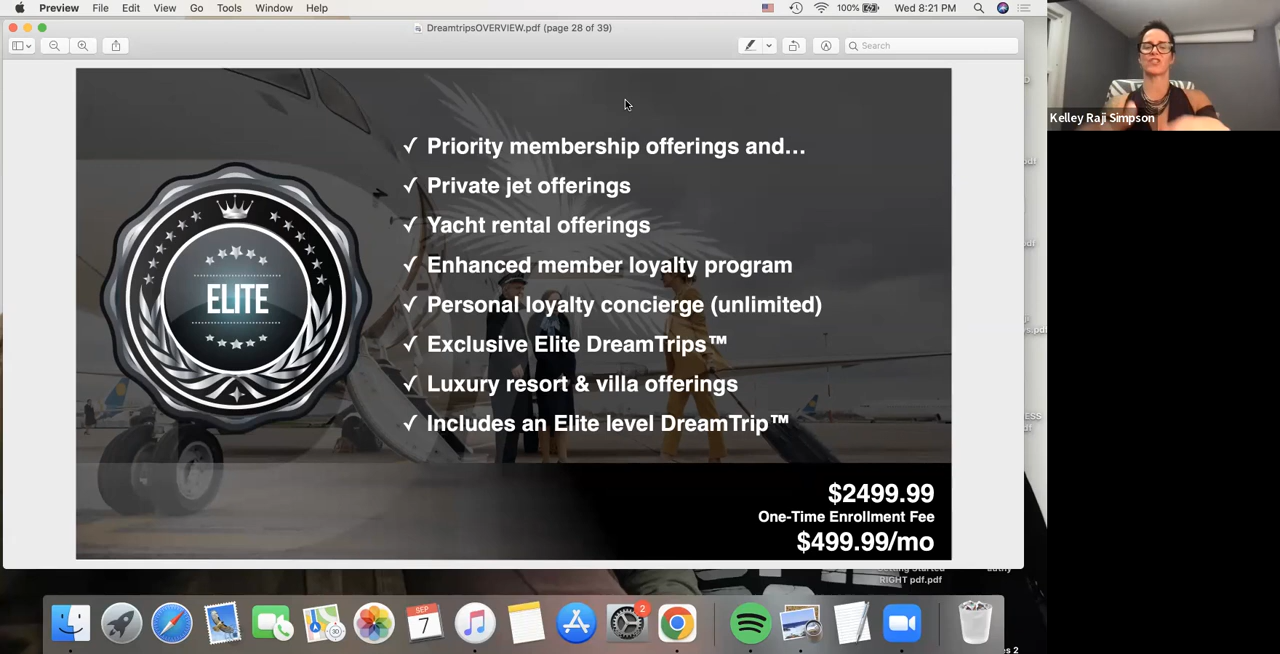 Preview File Edit View Go Tools Window Help
100% Wed 8:21 PM
DreamtripsOVERVIEW.pdf (page 28 of 39)
Search
Kelley Raji Simpson
✓ Priority membership offerings and...
✓ Private jet offerings
✓ Yacht rental offerings
✓ Enhanced member loyalty program
✓ Personal loyalty concierge (unlimited)
✓ Exclusive Elite DreamTrips™
✓ Luxury resort & villa offerings
✓ Includes an Elite level DreamTrip™
ELITE
$2499.99
One-Time Enrollment Fee
$499.99/mo
RIGHT pdf.pdf
SEP
7
2